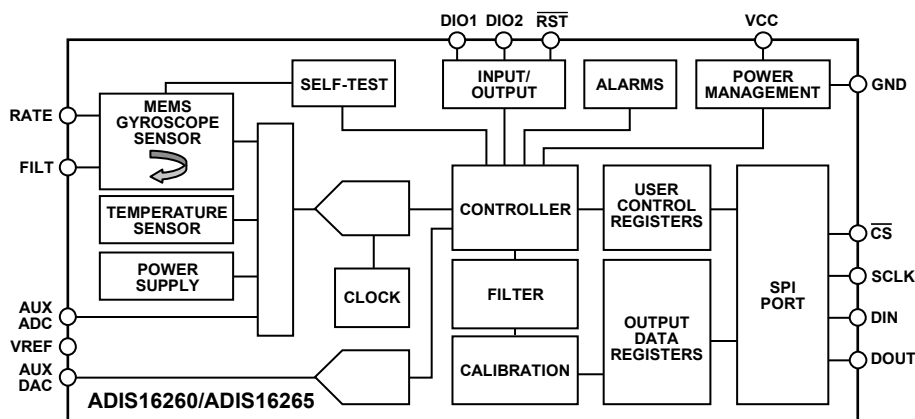 DIO1 DIO2 RST VCC
SELF-TEST
INPUT/
OUTPUT
ALARMS
POWER
MANAGEMENT
GND
RATE
MEMS
GYROSCOPE
SENSOR
FILT
TEMPERATURE
SENSOR
CONTROLLER
USER
CONTROL
REGISTERS
CS
POWER
SUPPLY
CLOCK
FILTER
SPI
PORT
SCLK
AUX
ADC
OUTPUT
DATA
REGISTERS
DIN
VREF
AUX
DAC
CALIBRATION
DOUT
ADIS16260/ADIS16265